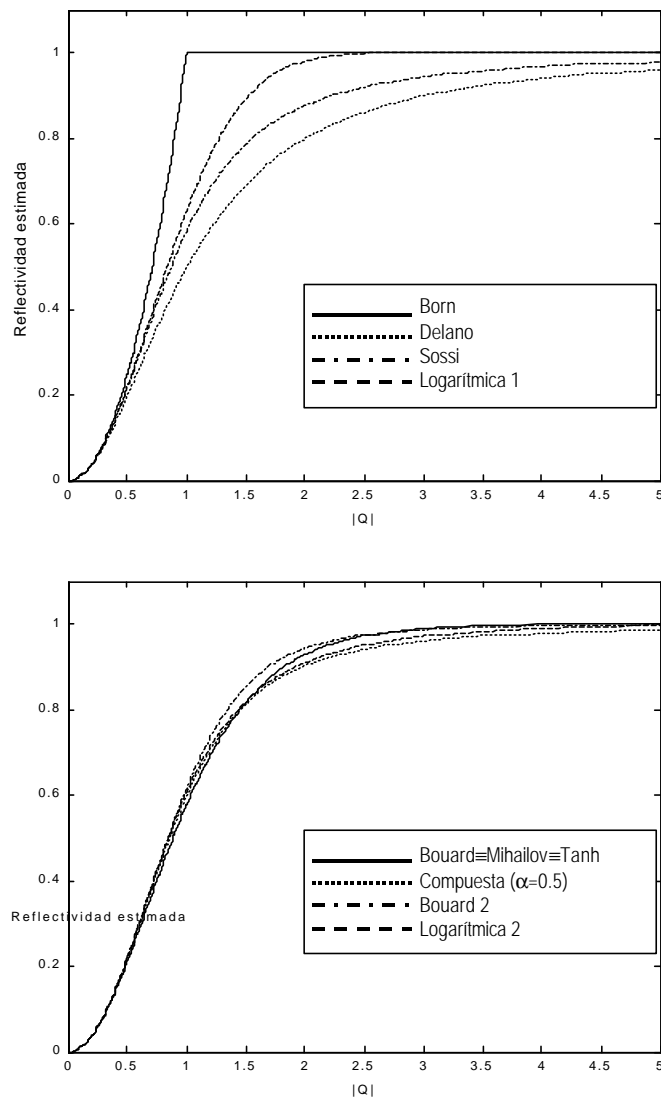 1
0.8
0.6
0.4
0.2
0
Reflectividad estimada
Born
Delano
Sossi
Logarítmica 1
0 0.5 1 1.5 2 2.5 3 3.5 4 4.5 5
|Q|
1
0.8
0.6
0.4
0.2
0
Reflectividad estimada
Bouard≡Mihailov≡Tanh
Compuesta (α=0.5)
Bouard 2
Logarítmica 2
0 0.5 1 1.5 2 2.5 3 3.5 4 4.5 5
|Q|